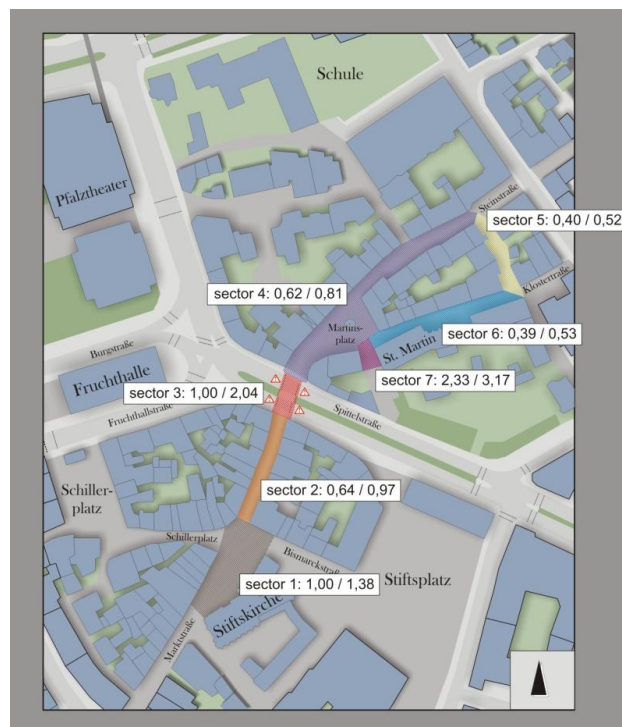 Schule
Pfalztheater
Steinstraße
sector 5: 0,40 / 0,52
Klosterstraße
sector 4: 0,62 / 0,81
Martins-
platz
sector 6: 0,39 / 0,53
St. Martin
Burgstraße
Fruchthalle
sector 7: 2,33 / 3,17
sector 3: 1,00 / 2,04
Spittelstraße
Fruchthallstraße
Schiller-
platz
sector 2: 0,64 / 0,97
Schillerplatz
Bismarckstraße
Stiftsplatz
sector 1: 1,00 / 1,38
Stiftskirche
Marktstraße